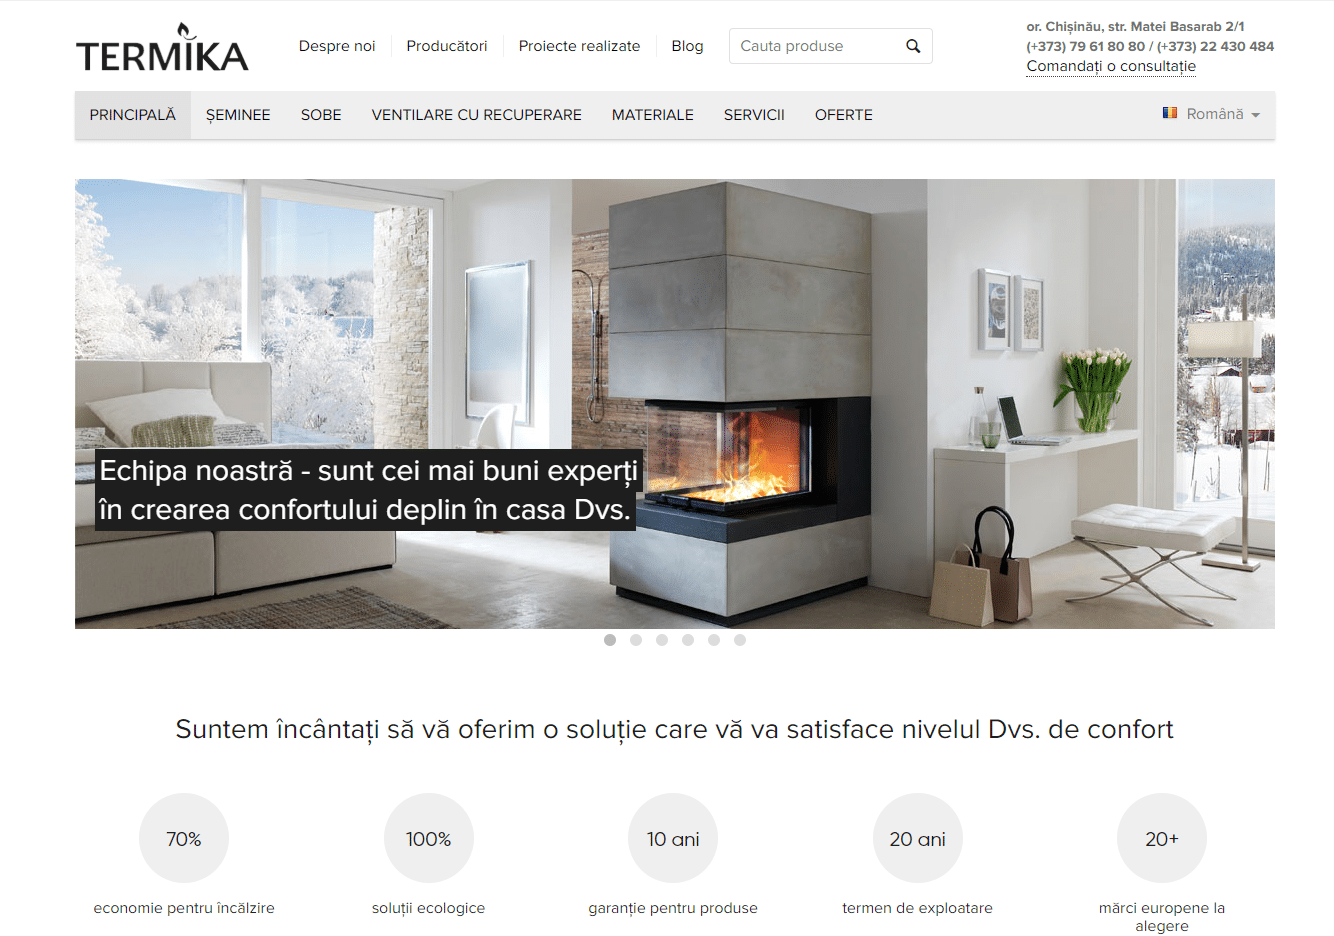 TERMIKA
Despre noi
Producători
Proiecte realizate
Blog
Cauta produse
or. Chișinău, str. Matei Basarab 2/1
(+373) 79 61 80 80 / (+373) 22 430 484
Comandați o consultație
PRINCIPALĂ
ȘEMINEE
SOBE
VENTILARE CU RECUPERARE
MATERIALE
SERVICII
OFERTE
Română
Echipa noastră - sunt cei mai buni experți
în crearea confortului deplin în casa Dvs.
Suntem încântați să vă oferim o soluție care vă va satisface nivelul Dvs. de confort
70%
economie pentru încălzire
100%
soluții ecologice
10 ani
garanție pentru produse
20 ani
termen de exploatare
20+
mărci europene la
alegere